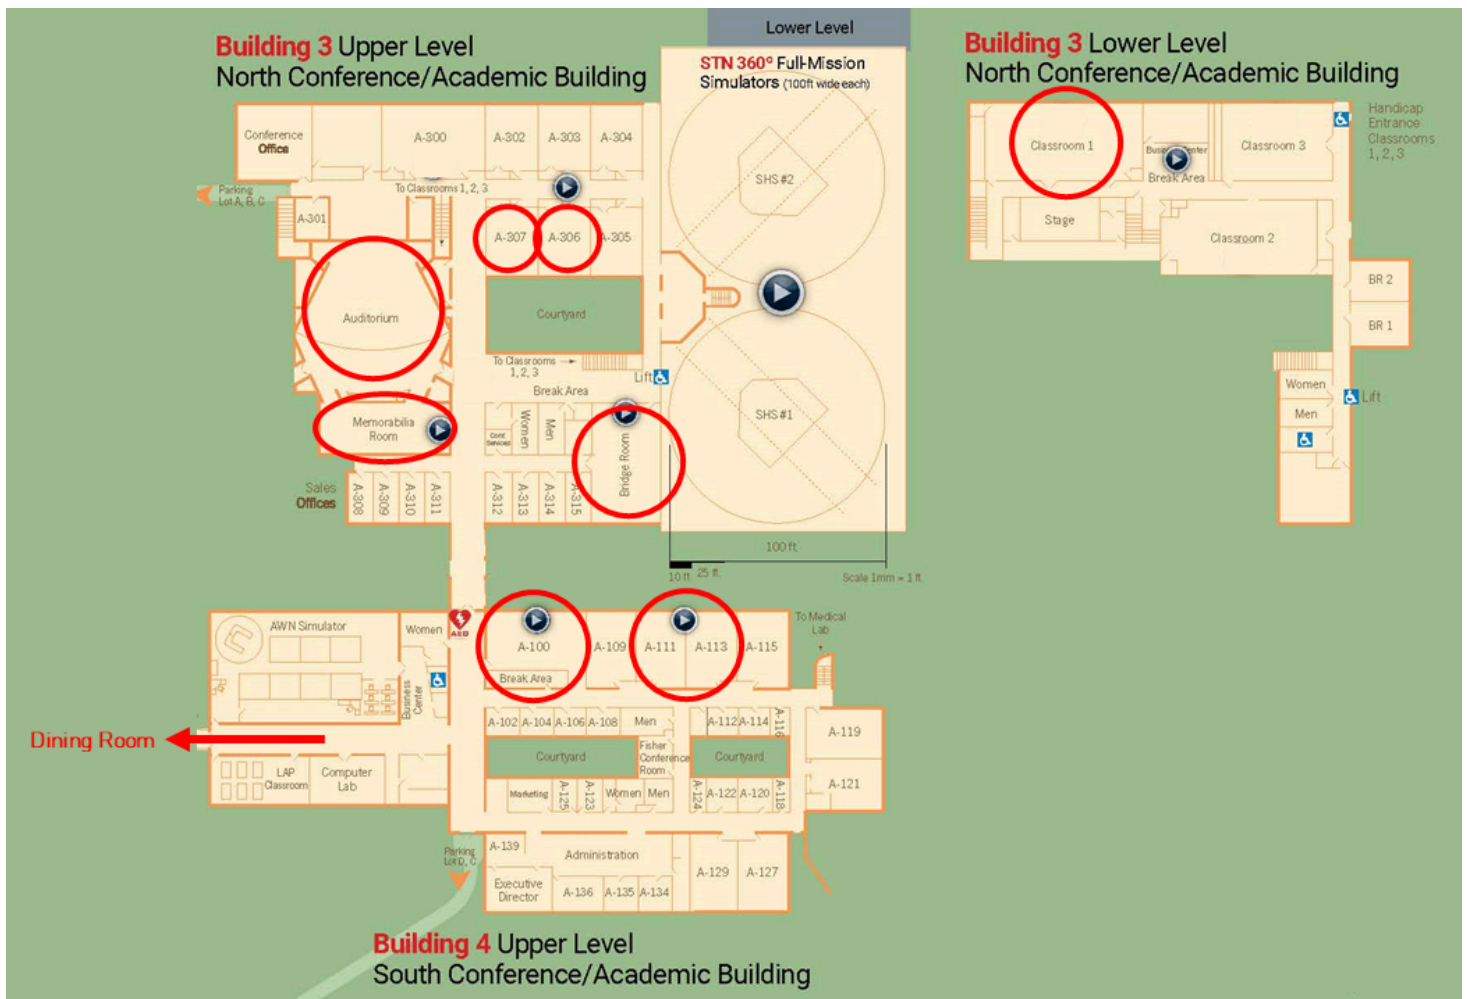 Lower Level
Building 3 Upper Level
North Conference/Academic Building
STN 360º Full-Mission
Simulators (100ft wide each)
Building 3 Lower Level
North Conference/Academic Building
Conference
Office
A-300
A-302
A-303
A-304
To Classrooms 1, 2, 3
Parking
Lot A, B, C
A-301
A-307
A-306
A-305
Auditorium
Courtyard
To Classrooms
1, 2, 3
Lift
Break Area
Memorabilia
Room
Cont
Services
Women
Men
Bridge Room
Sales
Offices
A-308
A-309
A-310
A-311
A-312
A-313
A-314
A-315
SHS #2
SHS #1
100 ft
10 ft
25 ft.
Scale 1mm = 1 ft.
Classroom 1
Business Center
Break Area
Classroom 3
Handicap
Entrance
Classrooms
1, 2, 3
Stage
Classroom 2
BR 2
BR 1
Women
Men
Lift
AWN Simulator
Women
AED
Business
Center
A-100
Break Area
A-109
A-111
A-113
A-115
To Medical
Lab
A-102
A-104
A-106
A-108
Men
A-112
A-114
A-116
A-119
Dining Room
Courtyard
Fisher
Conference
Room
Courtyard
LAP
Classroom
Computer
Lab
Marketing
A-125
A-123
Women
Men
A-124
A-122
A-120
A-118
A-121
Parking
Lot D, C
A-139
Administration
Executive
Director
A-136
A-135
A-134
A-129
A-127
Building 4 Upper Level
South Conference/Academic Building